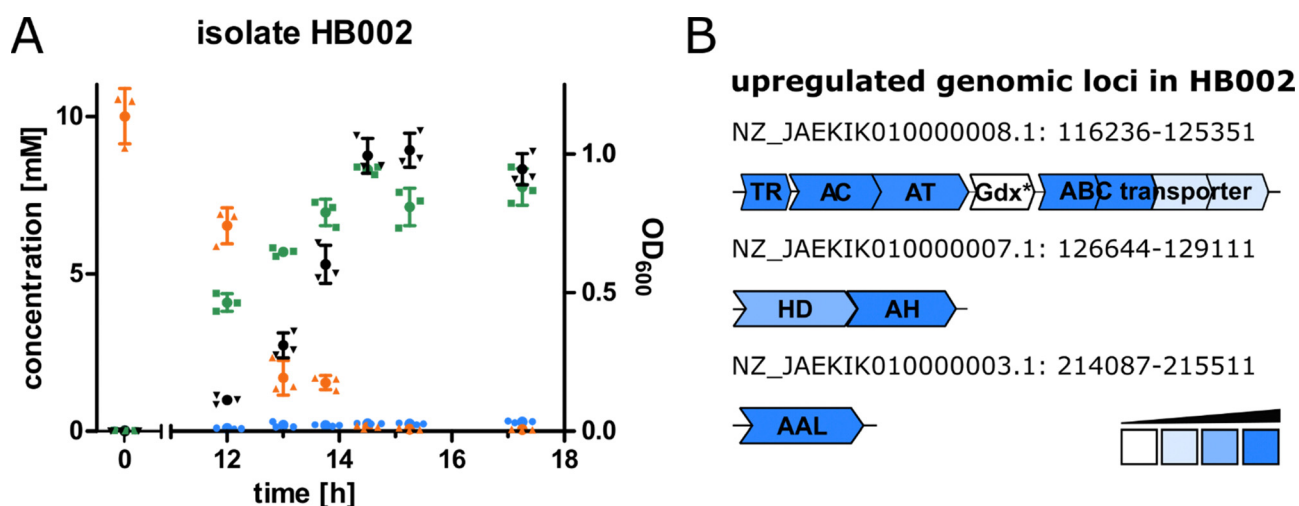 A
isolate HB002
concentration [mM]
10
5
0
0
12
14
16
18
time [h]
1.0
0.5
0.0
OD600
B
upregulated genomic loci in HB002
NZ_JAEKIK010000008.1: 116236-125351
TR AC AT Gdx* ABC transporter
NZ_JAEKIK010000007.1: 126644-129111
HD AH
NZ_JAEKIK010000003.1: 214087-215511
AAL